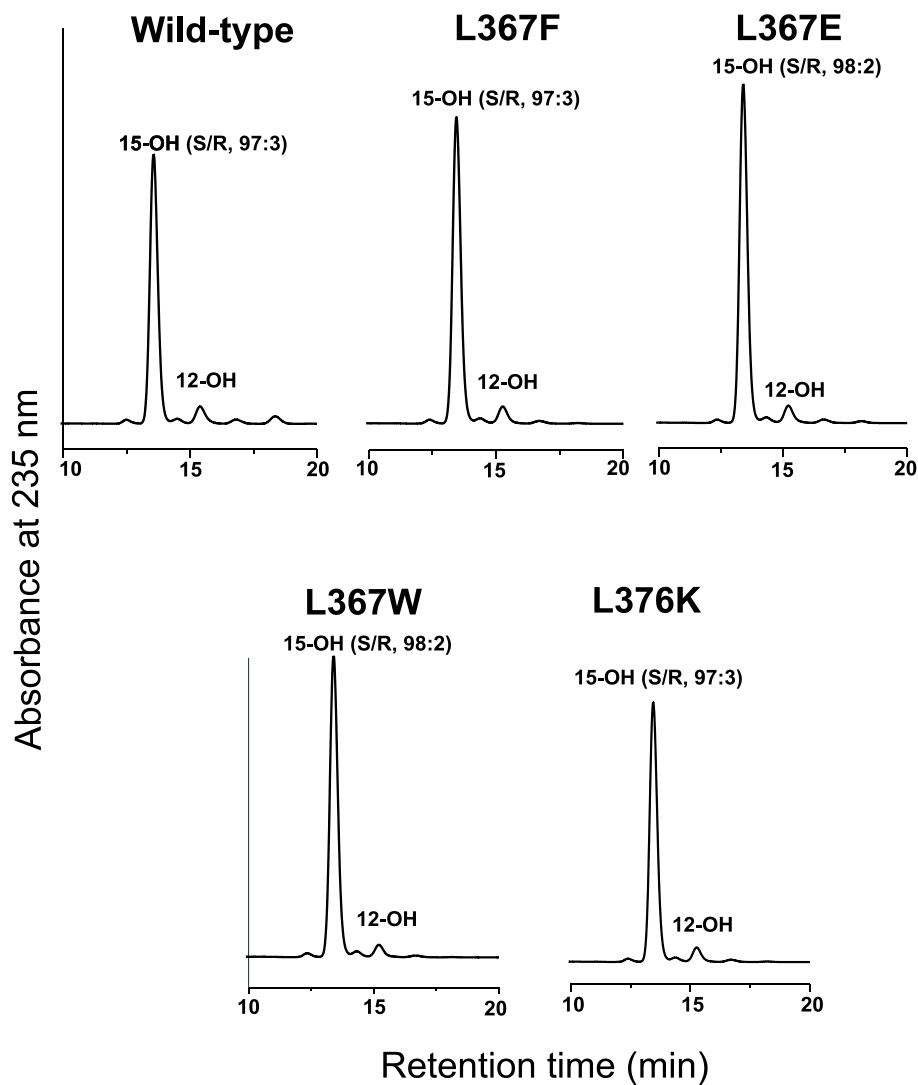 Wild-type
L367F
L367E
15-OH (S/R, 97:3)
15-OH (S/R, 97:3)
15-OH (S/R, 98:2)
12-OH
12-OH
12-OH
10 15 20
10 15 20
10 15 20
L367W
L376K
15-OH (S/R, 98:2)
15-OH (S/R, 97:3)
12-OH
12-OH
10 15 20
10 15 20
Absorbance at 235 nm
Retention time (min)